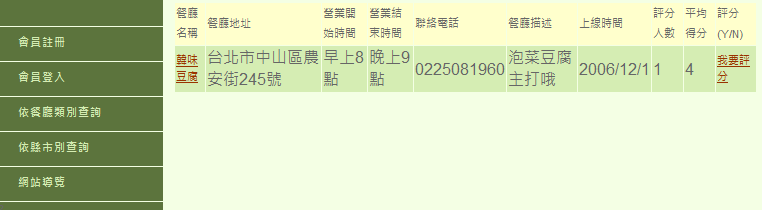 會員註冊
會員登入
依餐廳類別查詢
依縣市別查詢
網站導覽
餐廳名稱 餐廳地址 營業開始時間 營業結束時間 聯絡電話 餐廳描述 上線時間 評分人數 平均得分 評分(Y/N)
韓味豆腐 台北市中山區農安街245號 早上8點 晚上9點 0225081960 泡菜豆腐主打哦 2006/12/1 1 4 我要評分